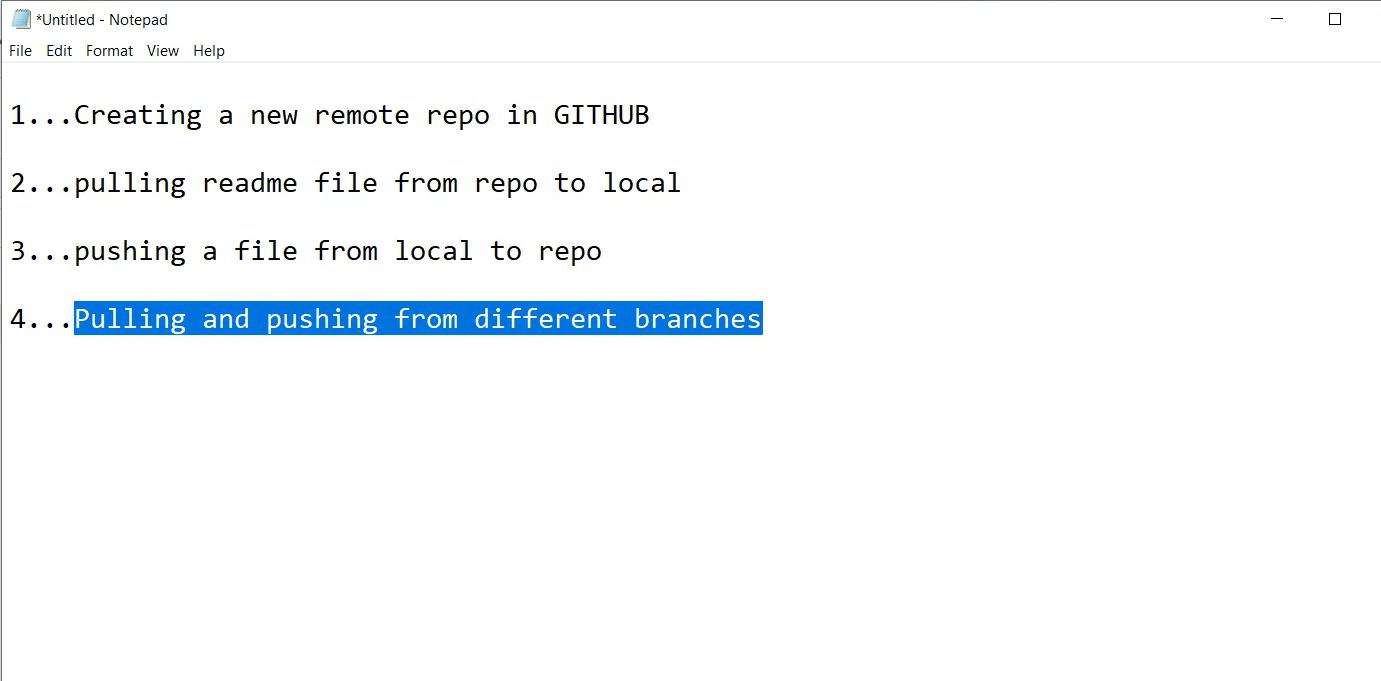 *Untitled - Notepad
File Edit Format View Help
1...Creating a new remote repo in GITHUB
2...pulling readme file from repo to local
3...pushing a file from local to repo
4...Pulling and pushing from different branches